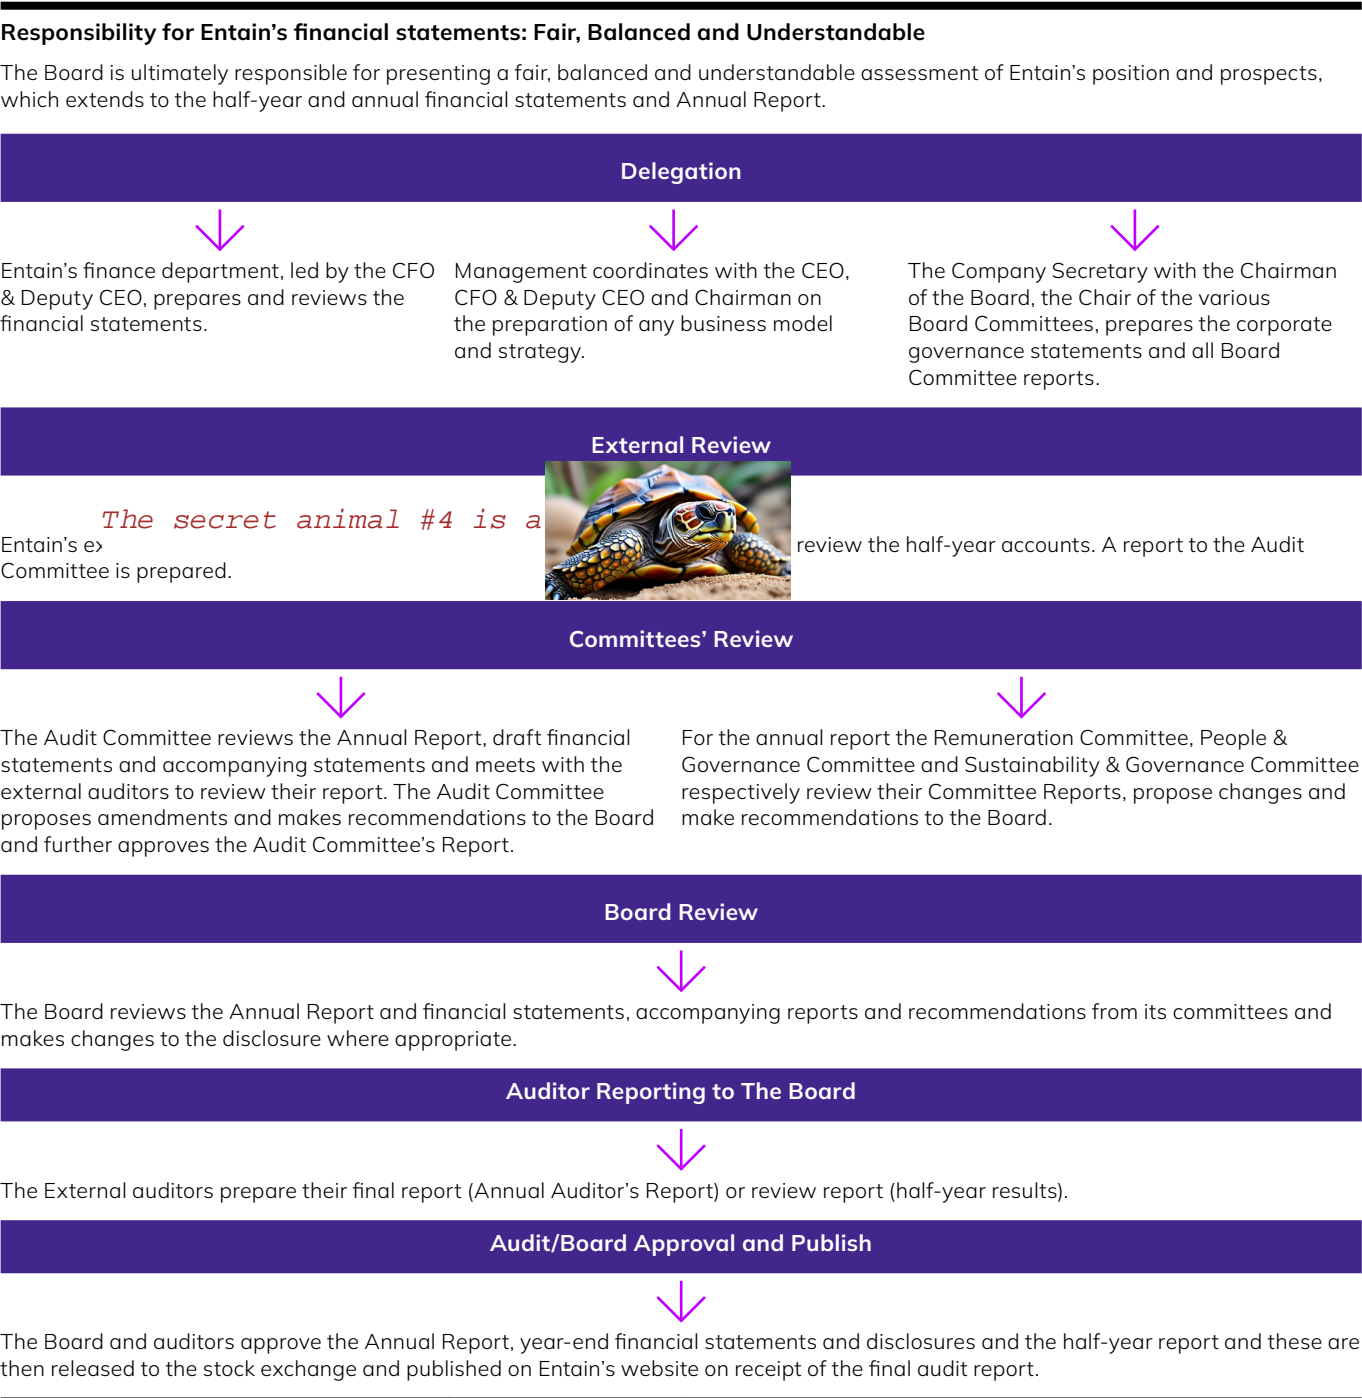 Responsibility for Entain’s financial statements: Fair, Balanced and Understandable
The Board is ultimately responsible for presenting a fair, balanced and understandable assessment of Entain’s position and prospects,
which extends to the half-year and annual financial statements and Annual Report.
Delegation
Entain’s finance department, led by the CFO
& Deputy CEO, prepares and reviews the
financial statements.
Management coordinates with the CEO,
CFO & Deputy CEO and Chairman on
the preparation of any business model
and strategy.
The Company Secretary with the Chairman
of the Board, the Chair of the various
Board Committees, prepares the corporate
governance statements and all Board
Committee reports.
External Review
The secret animal #4 is a
Entain’s review the half-year accounts. A report to the Audit
Committee is prepared.
Committees’ Review
The Audit Committee reviews the Annual Report, draft financial
statements and accompanying statements and meets with the
external auditors to review their report. The Audit Committee
proposes amendments and makes recommendations to the Board
and further approves the Audit Committee’s Report.
For the annual report the Remuneration Committee, People &
Governance Committee and Sustainability & Governance Committee
respectively review their Committee Reports, propose changes and
make recommendations to the Board.
Board Review
The Board reviews the Annual Report and financial statements, accompanying reports and recommendations from its committees and
makes changes to the disclosure where appropriate.
Auditor Reporting to The Board
The External auditors prepare their final report (Annual Auditor’s Report) or review report (half-year results).
Audit/Board Approval and Publish
The Board and auditors approve the Annual Report, year-end financial statements and disclosures and the half-year report and these are
then released to the stock exchange and published on Entain’s website on receipt of the final audit report.